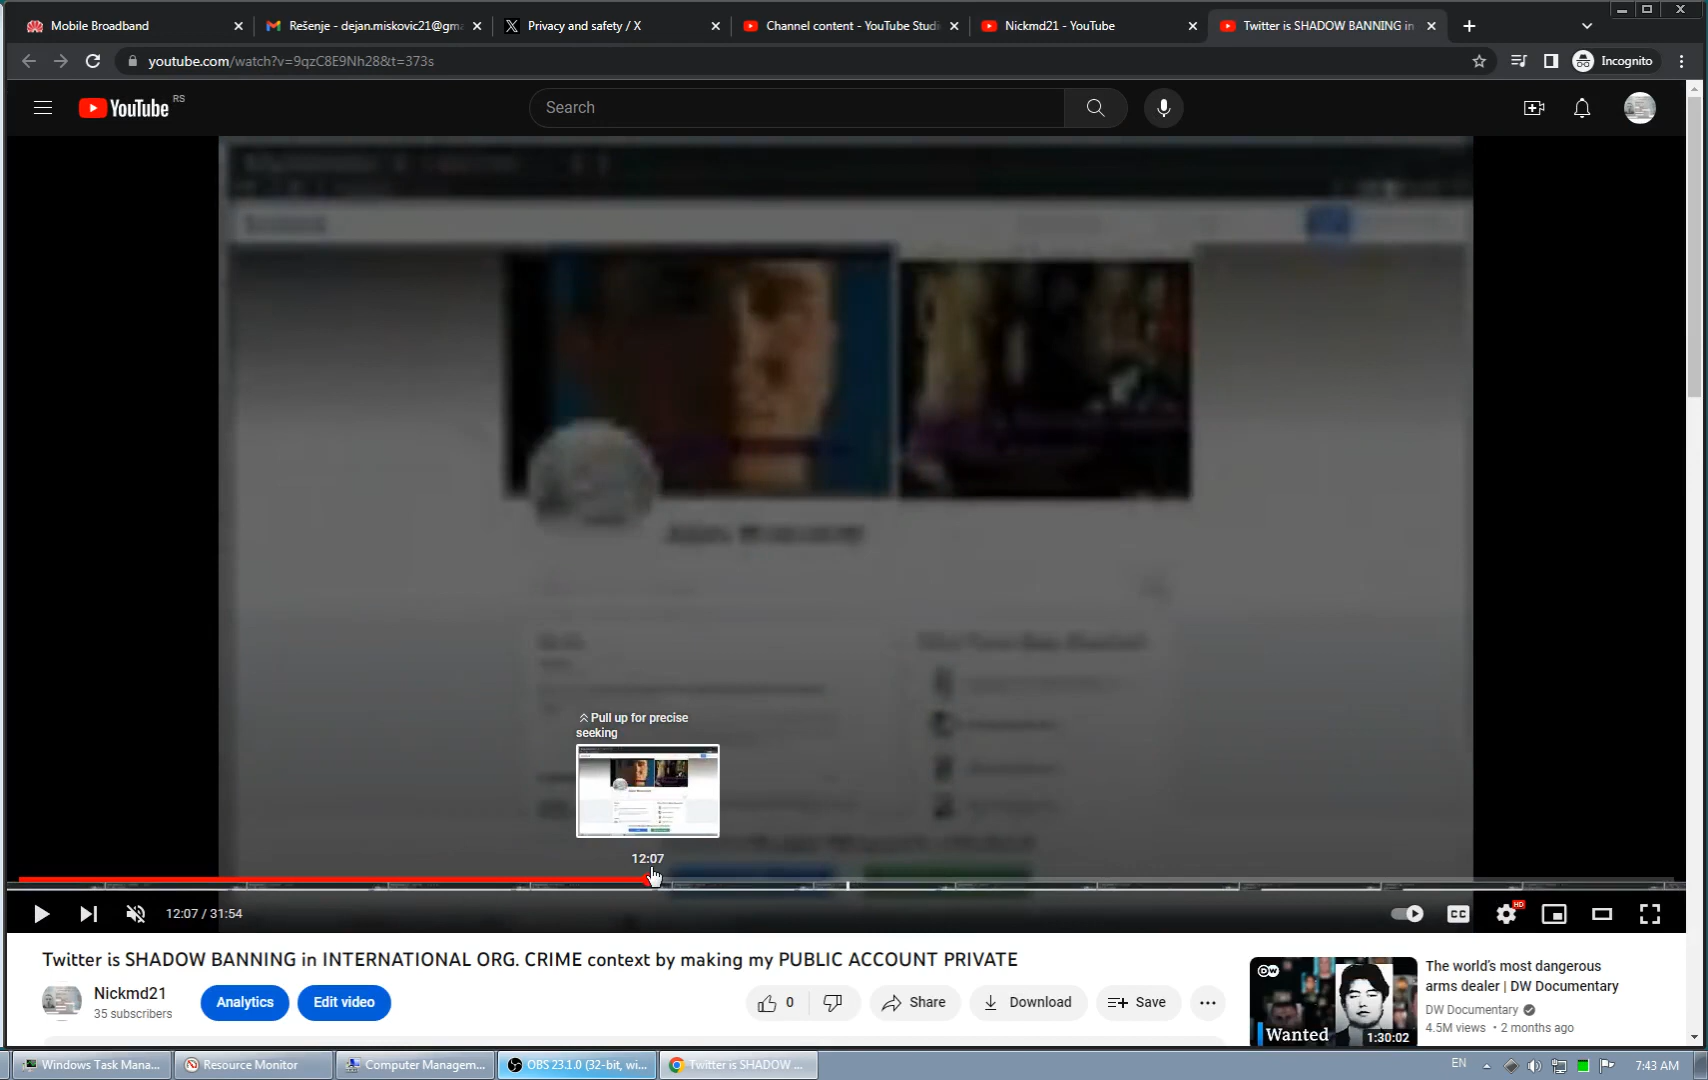 Mobile Broadband
Rešenje - dejan.miskovic21@gm
Privacy and safety / X
Channel content - YouTube Studi
Nickmd21 - YouTube
Twitter is SHADOW BANNING in
youtube.com/watch?v=9qzC8E9Nh28&t=373s
Incognito
YouTube RS
Search
Pull up for precise
seeking
12:07
12:07 / 31:54
CC
HD
Twitter is SHADOW BANNING in INTERNATIONAL ORG. CRIME context by making my PUBLIC ACCOUNT PRIVATE
Nickmd21
35 subscribers
Analytics
Edit video
0
Share
Download
Save
DW
Wanted
1:30:02
The world's most dangerous
arms dealer | DW Documentary
DW Documentary
4.5M views • 2 months ago
Windows Task Mana...
Resource Monitor
Computer Managem...
OBS 23.1.0 (32-bit, wi...
Twitter is SHADOW ...
EN
7:43 AM